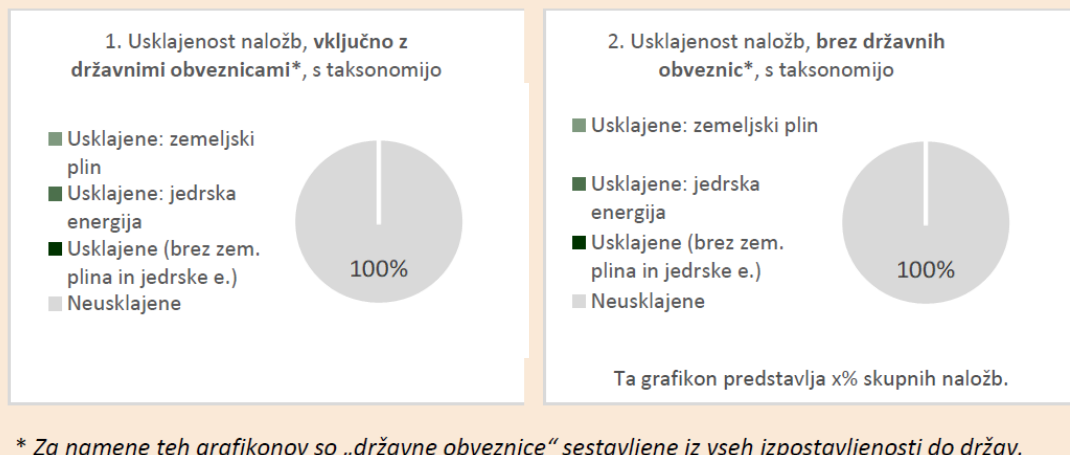 1. Usklajenost naložb, vključno z
državnimi obveznicami*, s taksonomijo
Usklajene: zemeljski
plin
Usklajene: jedrska
energija
Usklajene (brez zem.
plina in jedrske e.)
Neusklajene
100%
2. Usklajenost naložb, brez državnih
obveznic*, s taksonomijo
Usklajene: zemeljski plin
Usklajene: jedrska
energija
Usklajene (brez zem.
plina in jedrske e.)
Neusklajene
100%
Ta grafikon predstavlja x% skupnih naložb.
* Za namene teh grafikonov so „državne obveznice“ sestavljene iz vseh izpostavljenosti do držav.